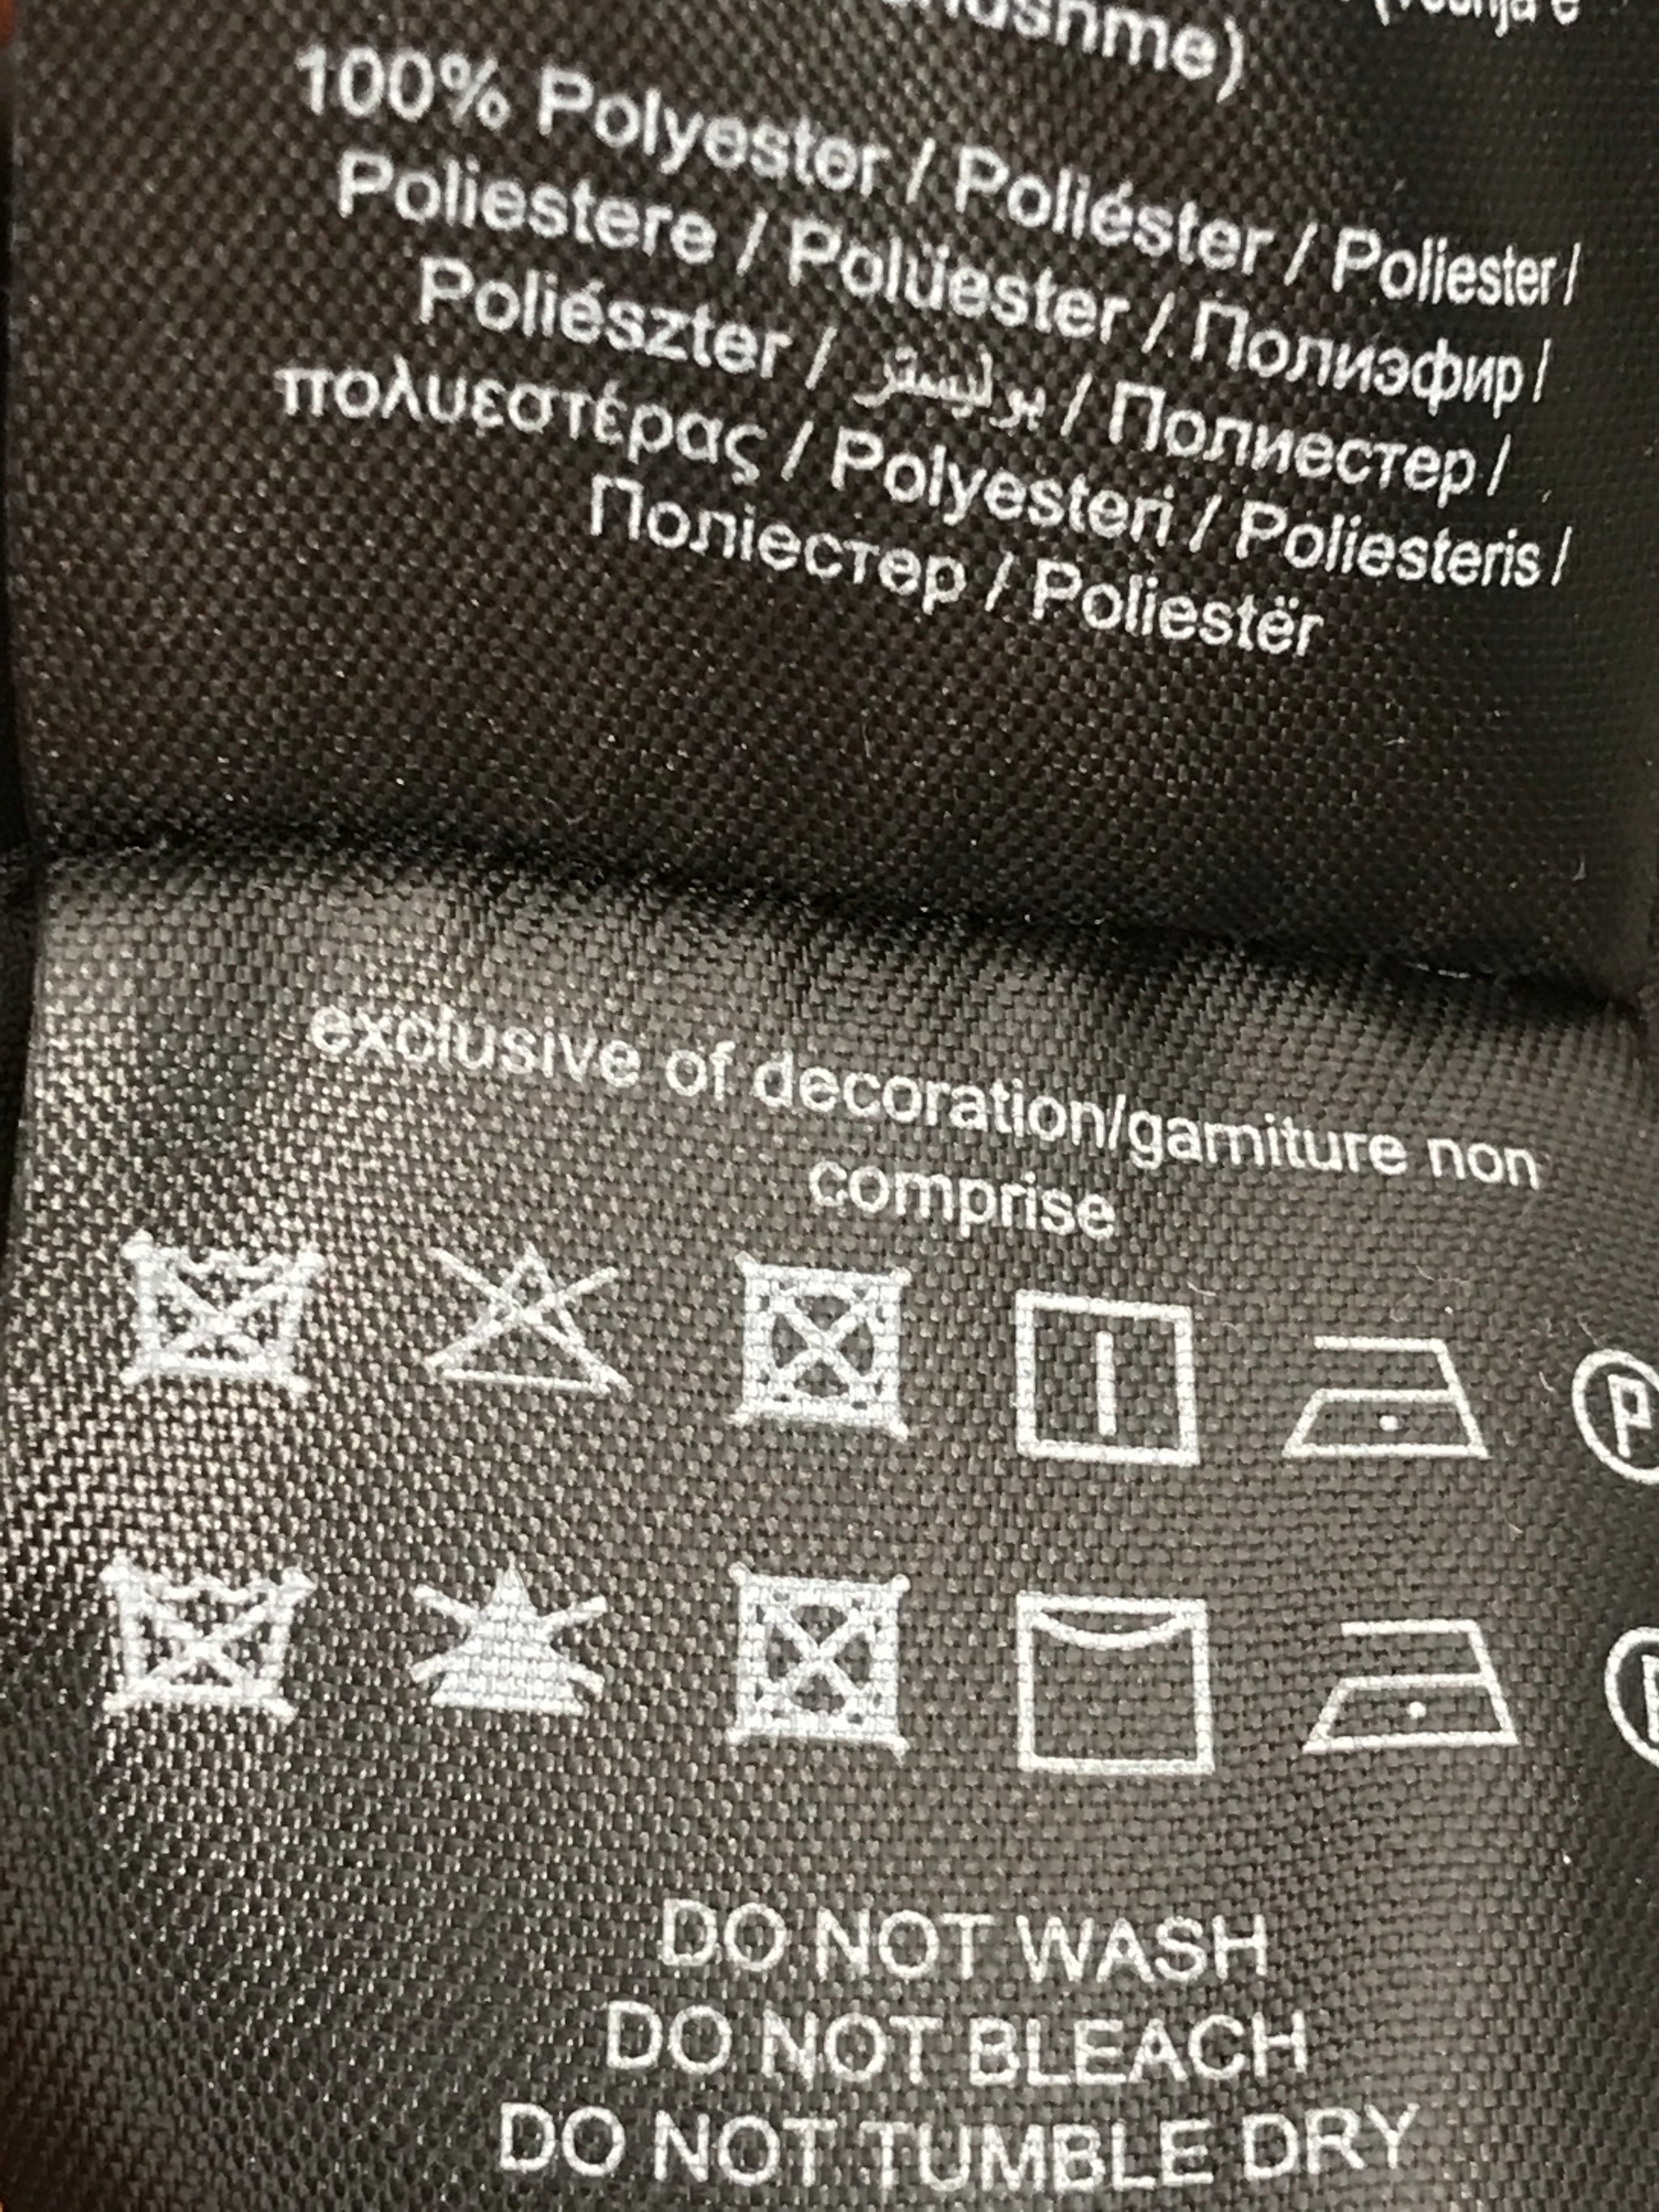 100% Polyester / Poliéster / Poliester /
Poliestere / Polüester / Полиэфир /
Poliészter / بوليستر / Полиестер /
πολυεστέρας / Polyesteri / Poliesteris /
Поліестер / Poliestër
exclusive of decoration/garniture non
comprise
P
DO NOT WASH
DO NOT BLEACH
DO NOT TUMBLE DRY